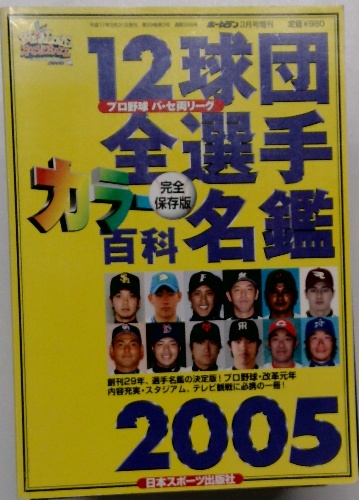 ホームラン3月号増刊 定価￥980
12球団
プロ野球 パ・セ両リーグ
全選手
カラー
完全
保存版
百科名鑑
創刊29年、選手名鑑の決定版！プロ野球・改革元年
内容充実・スタジアム、テレビ観戦に必携の一冊！
2005
日本スポーツ出版社